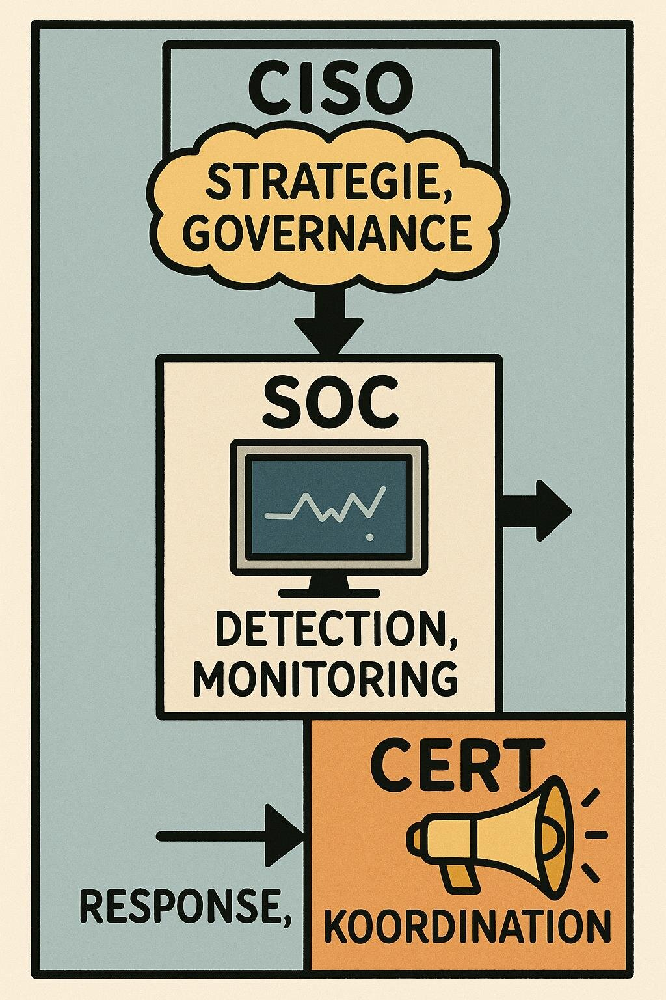 CISO
STRATEGIE,
GOVERNANCE
SOC
DETECTION,
MONITORING
CERT
RESPONSE,
KOORDINATION